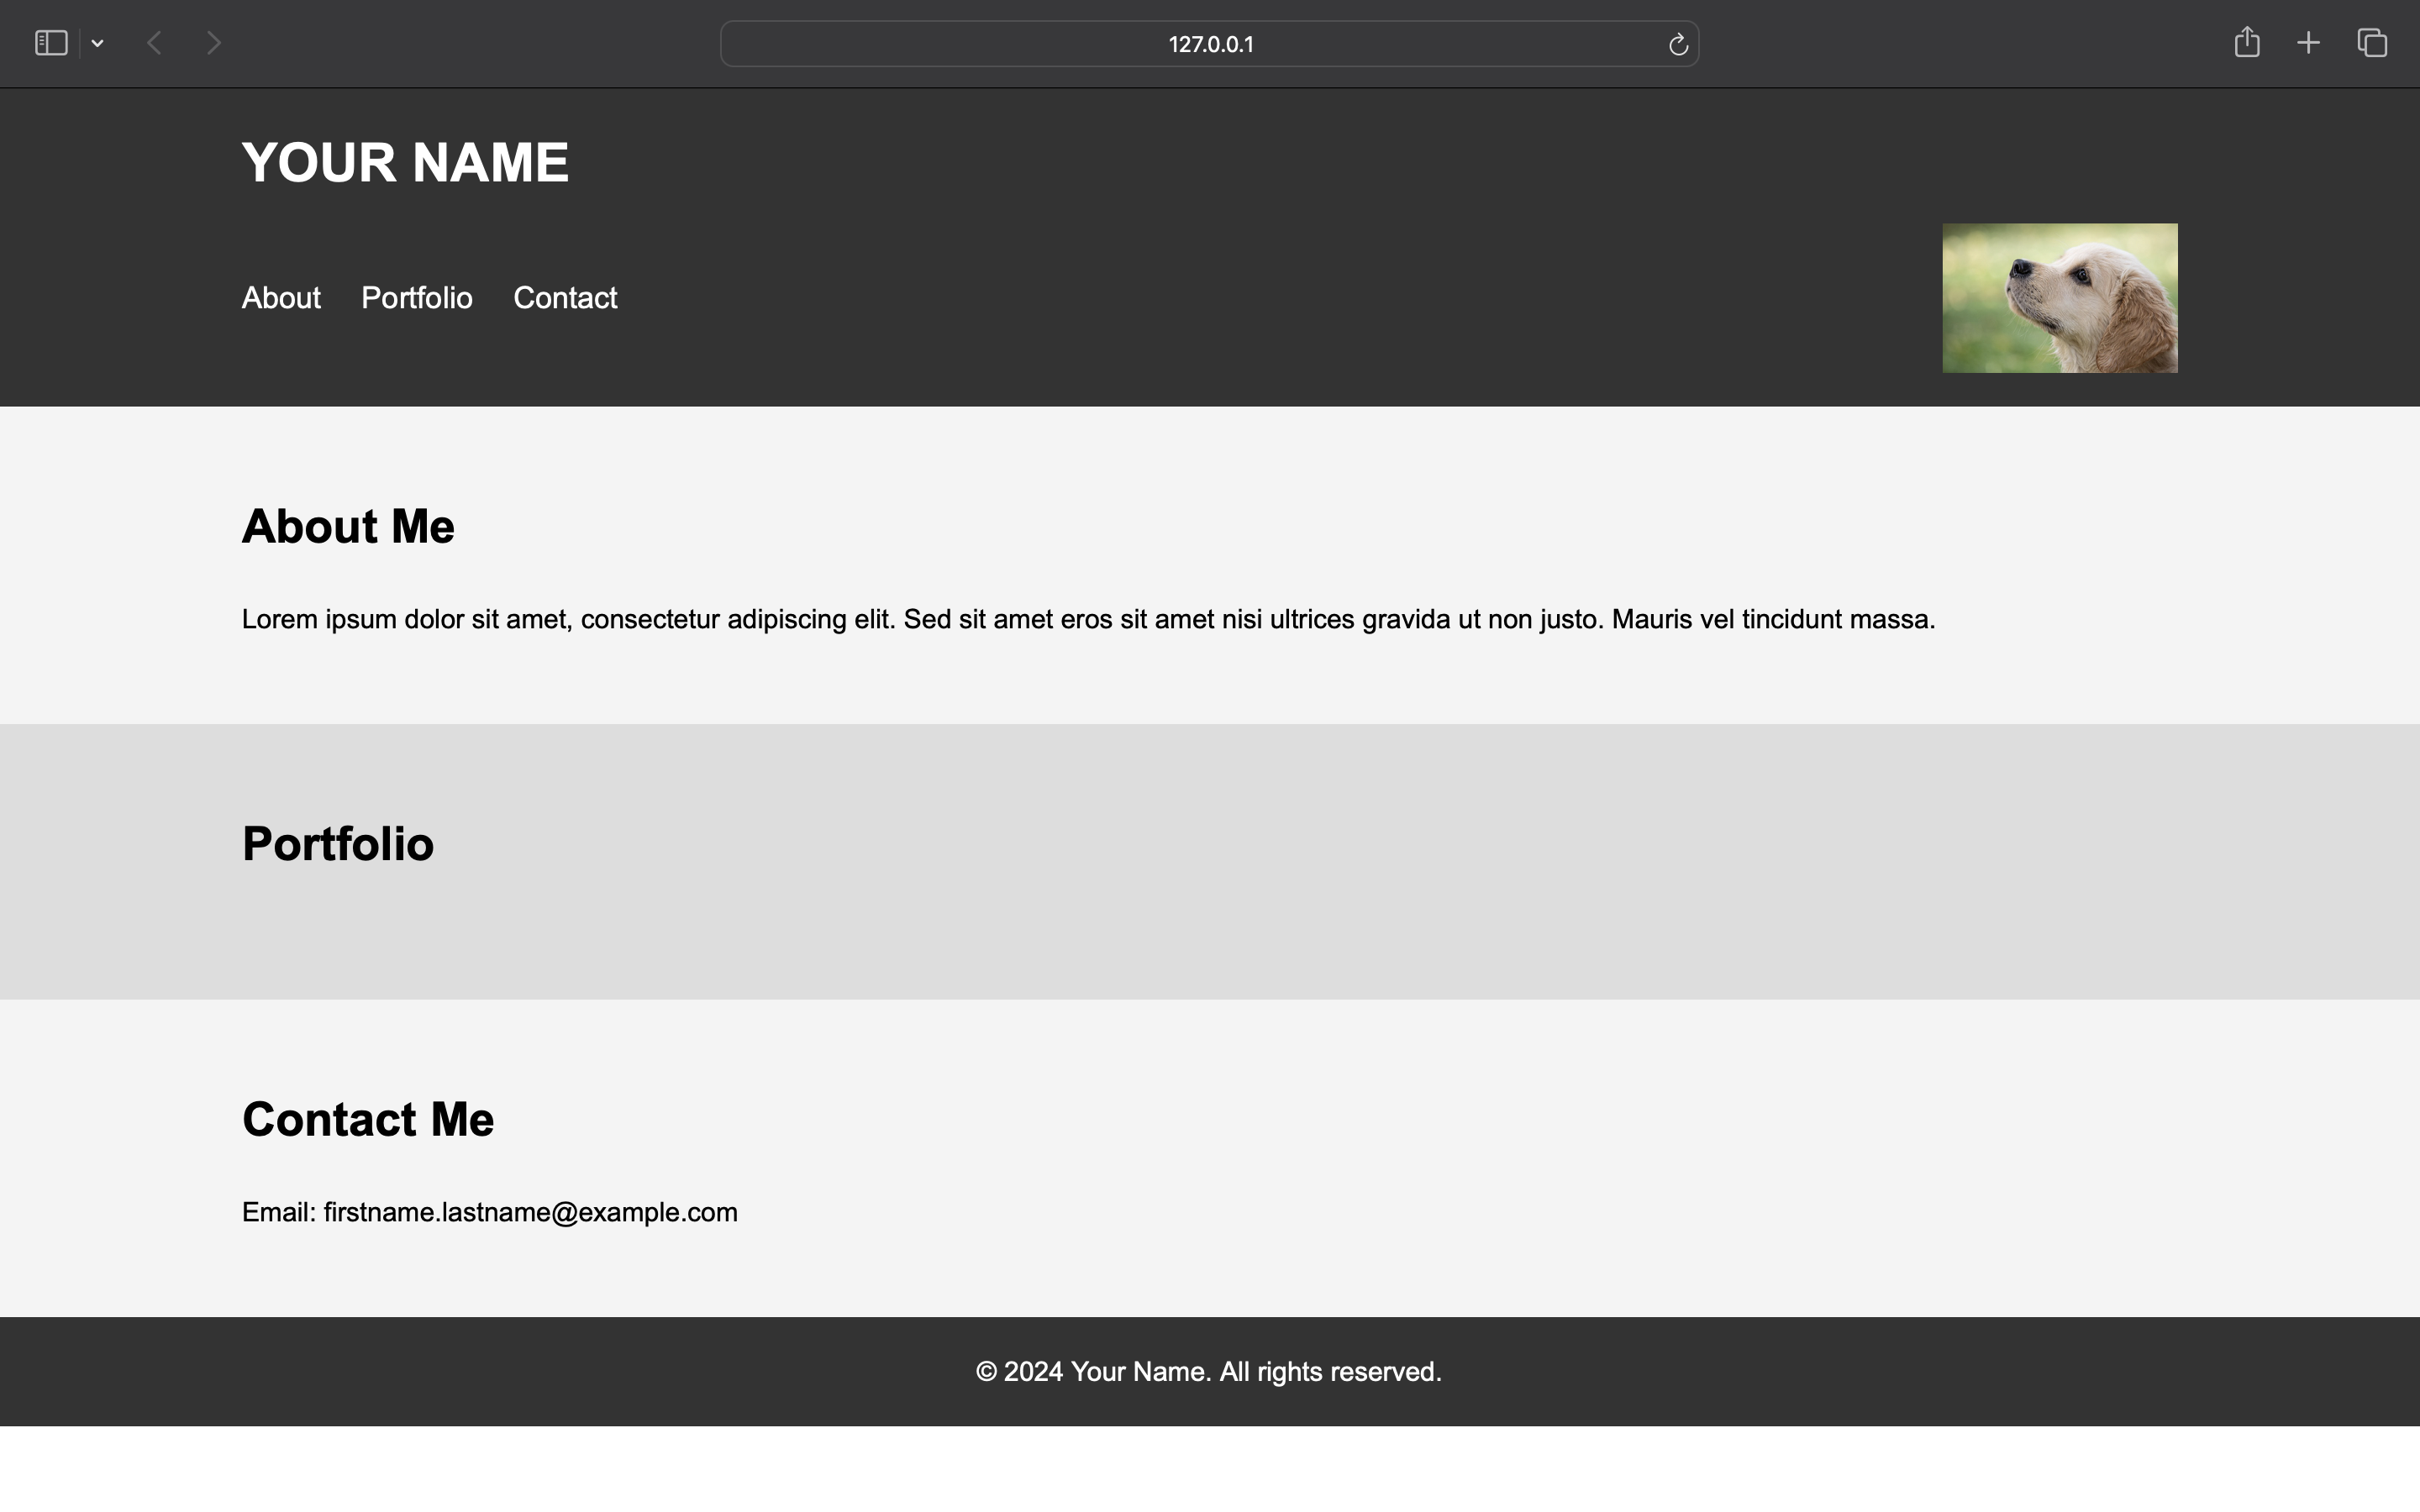 127.0.0.1
YOUR NAME
About Portfolio Contact
About Me
Lorem ipsum dolor sit amet, consectetur adipiscing elit. Sed sit amet eros sit amet nisi ultrices gravida ut non justo. Mauris vel tincidunt massa.
Portfolio
Contact Me
Email: firstname.lastname@example.com
© 2024 Your Name. All rights reserved.